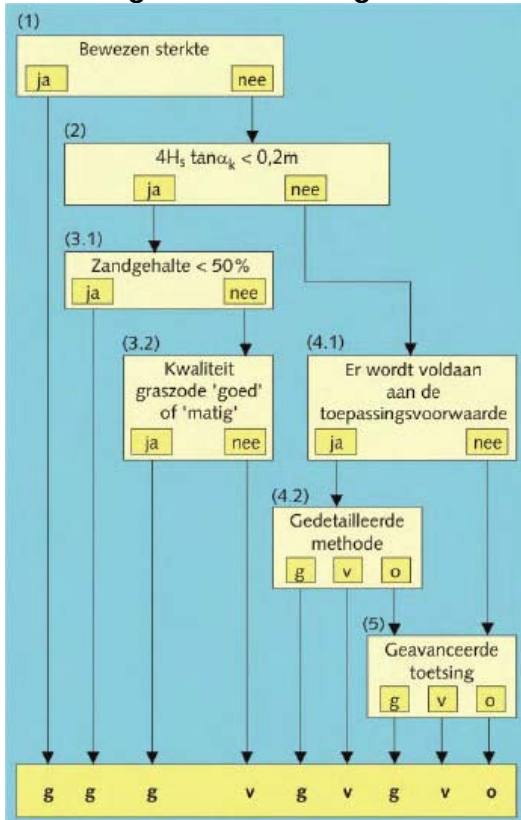 (1)
Bewezen sterkte
ja nee
(2)
4Hs tanαk < 0,2m
ja nee
(3.1)
Zandgehalte < 50%
ja nee
(3.2)
Kwaliteit
graszode 'goed'
of 'matig'
ja nee
(4.1)
Er wordt voldaan
aan de
toepassingsvoorwaarde
ja nee
(4.2)
Gedetailleerde
methode
g v o
(5)
Geavanceerde
toetsing
g v o
g g g v g v g v o